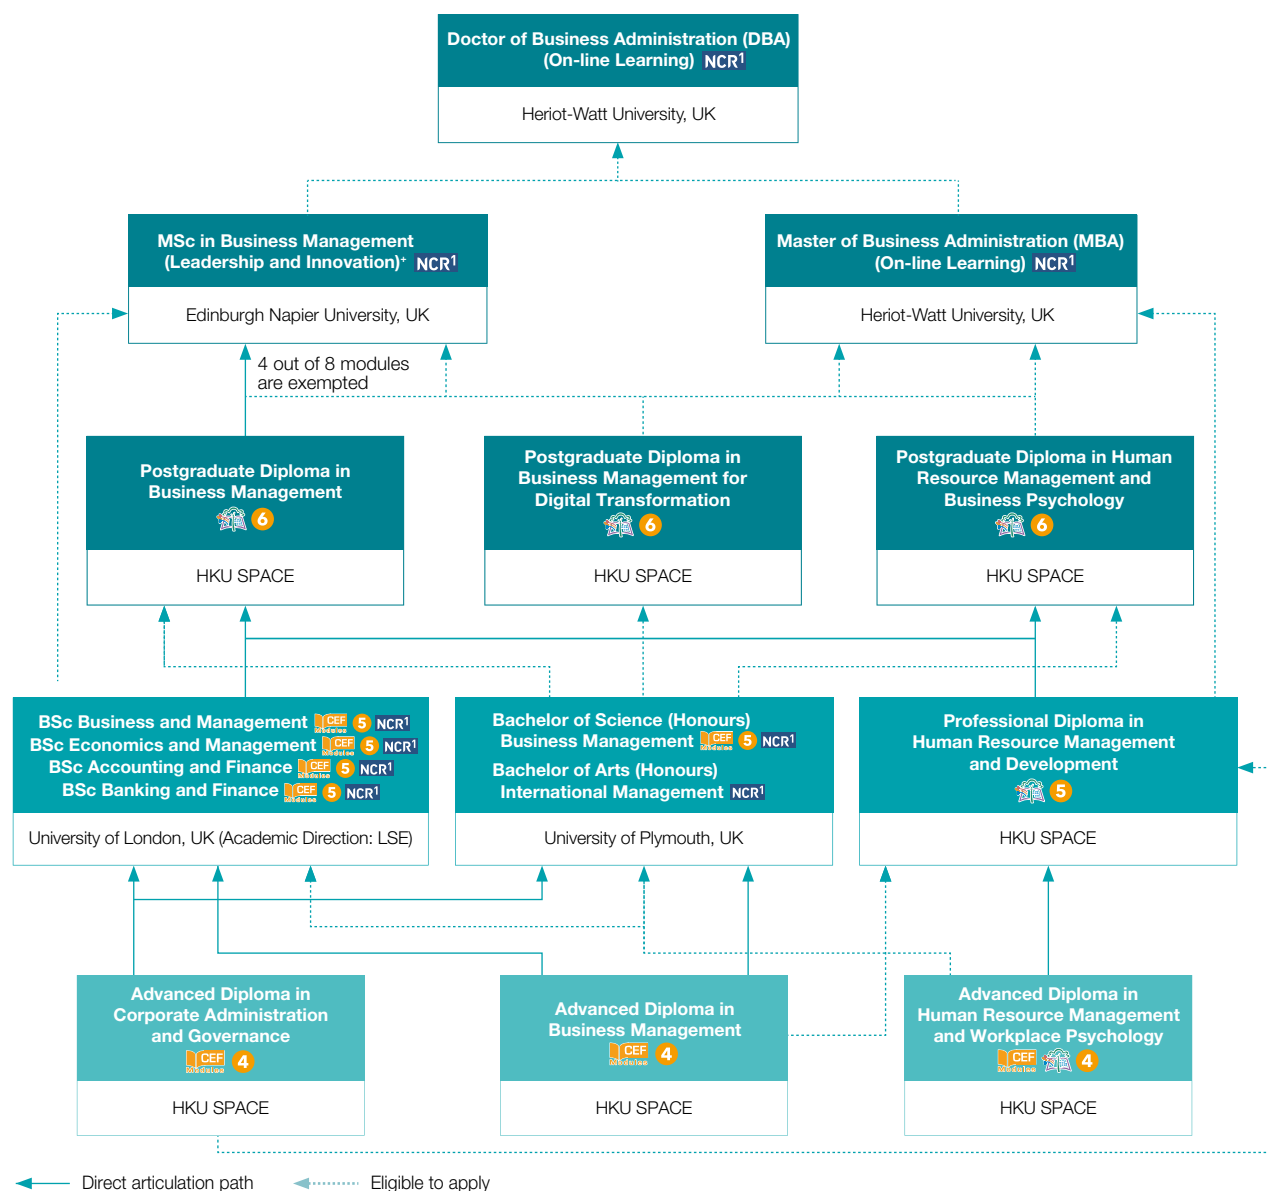 Doctor of Business Administration (DBA)
(On-line Learning) NCR1
Heriot-Watt University, UK
MSc in Business Management
(Leadership and Innovation)+ NCR1
Edinburgh Napier University, UK
Master of Business Administration (MBA)
(On-line Learning) NCR1
Heriot-Watt University, UK
4 out of 8 modules
are exempted
Postgraduate Diploma in
Business Management
6
HKU SPACE
Postgraduate Diploma in
Business Management for
Digital Transformation
6
HKU SPACE
Postgraduate Diploma in Human
Resource Management and
Business Psychology
6
HKU SPACE
BSc Business and Management CEF Modules 5 NCR1
BSc Economics and Management CEF Modules 5 NCR1
BSc Accounting and Finance CEF Modules 5 NCR1
BSc Banking and Finance CEF Modules 5 NCR1
University of London, UK (Academic Direction: LSE)
Bachelor of Science (Honours)
Business Management CEF Modules 5 NCR1
Bachelor of Arts (Honours)
International Management NCR1
University of Plymouth, UK
Professional Diploma in
Human Resource Management
and Development
5
HKU SPACE
Advanced Diploma in
Corporate Administration
and Governance
CEF Modules 4
HKU SPACE
Advanced Diploma in
Business Management
CEF Modules 4
HKU SPACE
Advanced Diploma in
Human Resource Management
and Workplace Psychology
CEF Modules 4
HKU SPACE
Direct articulation path
Eligible to apply